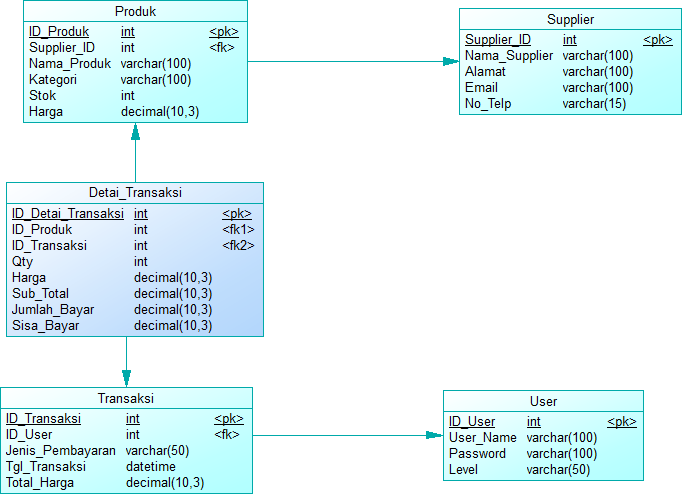 Produk
ID_Produk int <pk>
Supplier_ID int <fk>
Nama_Produk varchar(100)
Kategori varchar(100)
Stok int
Harga decimal(10,3)
Supplier
Supplier_ID int <pk>
Nama_Supplier varchar(100)
Alamat varchar(100)
Email varchar(100)
No_Telp varchar(15)
Detai_Transaksi
ID_Detai_Transaksi int <pk>
ID_Produk int <fk1>
ID_Transaksi int <fk2>
Qty int
Harga decimal(10,3)
Sub_Total decimal(10,3)
Jumlah_Bayar decimal(10,3)
Sisa_Bayar decimal(10,3)
Transaksi
ID_Transaksi int <pk>
ID_User int <fk>
Jenis_Pembayaran varchar(50)
Tgl_Transaksi datetime
Total_Harga decimal(10,3)
User
ID_User int <pk>
User_Name varchar(100)
Password varchar(100)
Level varchar(50)